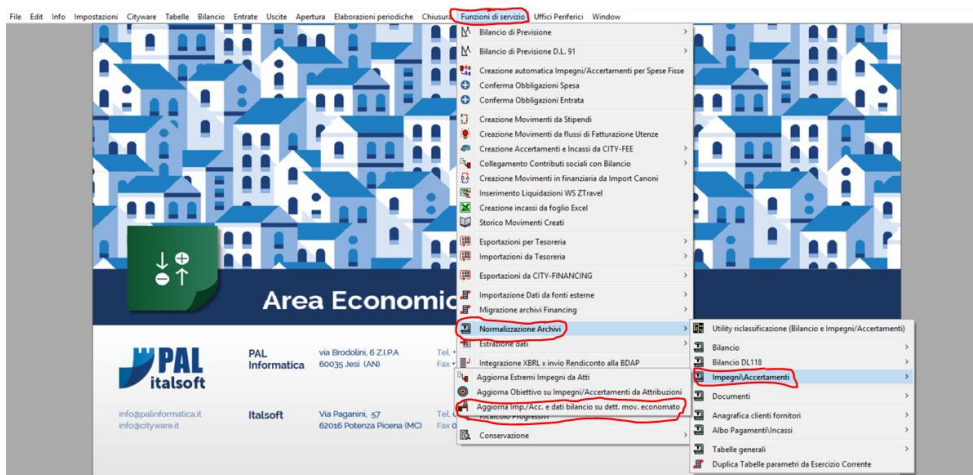 File Edit Info Impostazioni Cityware Tabelle Bilancio Entrate Uscite Apertura Elaborazioni periodiche Chiusura Funzioni di servizio Uffici Periferici Window
Bilancio di Previsione
Bilancio di Previsione D.L. 91
Creazione automatica Impegni/Accertamenti per Spese Fisse
Conferma Obbligazioni Spesa
Conferma Obbligazioni Entrata
Creazione Movimenti da Stipendi
Creazione Movimenti da flussi di Fatturazione Utenze
Creazione Accertamenti e Incassi da CITY-FEE
Collegamento Contributi sociali con Bilancio
Creazione Movimenti in finanziaria da Import Canoni
Inserimento Liquidazioni WS ZTravel
Creazione incassi da foglio Excel
Storico Movimenti Creati
Esportazioni per Tesoreria
Importazioni da Tesoreria
Esportazioni da CITY-FINANCING
Importazione Dati da fonti esterne
Migrazione archivi Financing
Normalizzazione Archivi
Estrazione dati
Integrazione XBRL x invio Rendiconto alla BDAP
Aggiorna Estremi Impegni da Atti
Aggiorna Obiettivo su Impegni/Accertamenti da Attribuzioni
Aggiorna Imp./Acc. e dati bilancio su dett. mov. economato
Conservazione
Utility riclassificazione (Bilancio e Impegni/Accertamenti)
Bilancio
Bilancio DL118
Impegni\Accertamenti
Documenti
Anagrafica clienti fornitori
Albo Pagamenti\Incassi
Tabelle generali
Duplica Tabelle parametri da Esercizio Corrente
Area Economic
PAL
italsoft
PAL
Informatica
via Brodolini, 6 Z.I.P.A
60035 Jesi (AN)
Tel.
Fax
info@palinformatica.it
info@cityware.it
Italsoft
Via Paganini, 57
62016 Potenza Picena (MC)
Tel.
Fax